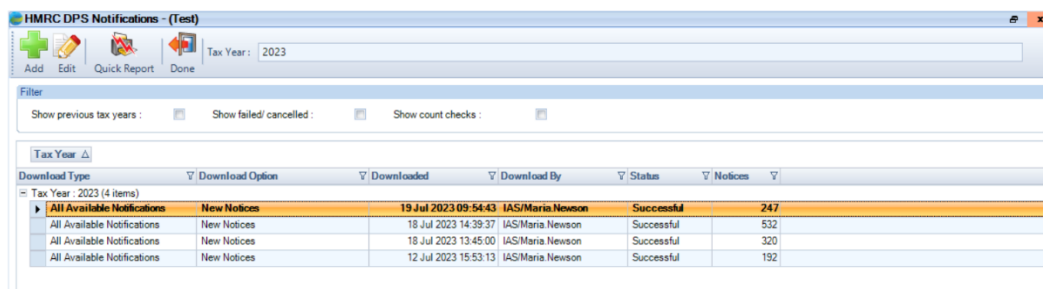 HMRC DPS Notifications - (Test)
Tax Year : 2023
Add Edit Quick Report Done
Filter
Show previous tax years : Show failed/ cancelled : Show count checks :
Tax Year
Download Type Download Option Downloaded Download By Status Notices
Tax Year : 2023 (4 items)
All Available Notifications New Notices 19 Jul 2023 09:54:43 IAS/Maria.Newson Successful 247
All Available Notifications New Notices 18 Jul 2023 14:39:37 IAS/Maria.Newson Successful 532
All Available Notifications New Notices 18 Jul 2023 13:45:00 IAS/Maria.Newson Successful 320
All Available Notifications New Notices 12 Jul 2023 15:53:13 IAS/Maria.Newson Successful 192